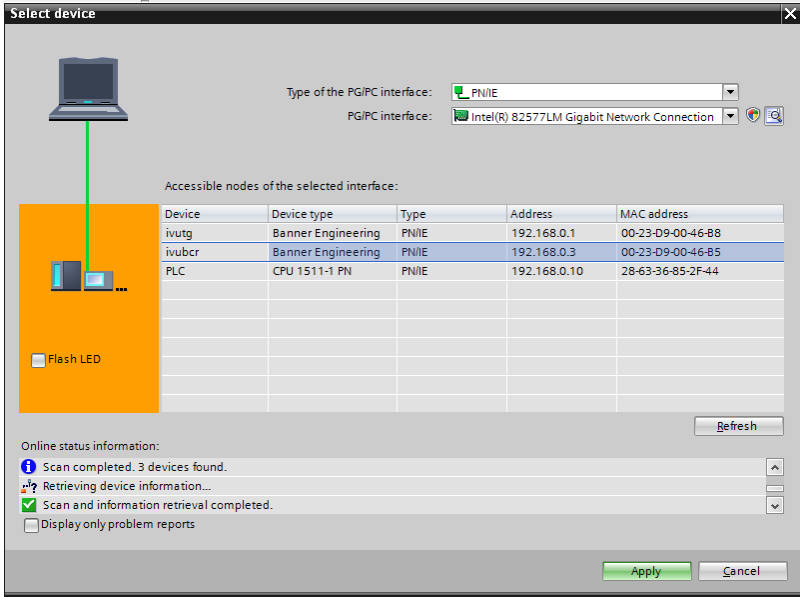 Select device
Type of the PG/PC interface: PN/IE
PG/PC interface: Intel(R) 82577LM Gigabit Network Connection
Accessible nodes of the selected interface:
Device Device type Type Address MAC address
ivutg Banner Engineering PN/IE 192.168.0.1 00-23-D9-00-46-B8
ivubcr Banner Engineering PN/IE 192.168.0.3 00-23-D9-00-46-B5
PLC CPU 1511-1 PN PN/IE 192.168.0.10 28-63-36-85-2F-44
Flash LED
Refresh
Online status information:
Scan completed. 3 devices found.
Retrieving device information...
Scan and information retrieval completed.
Display only problem reports
Apply Cancel